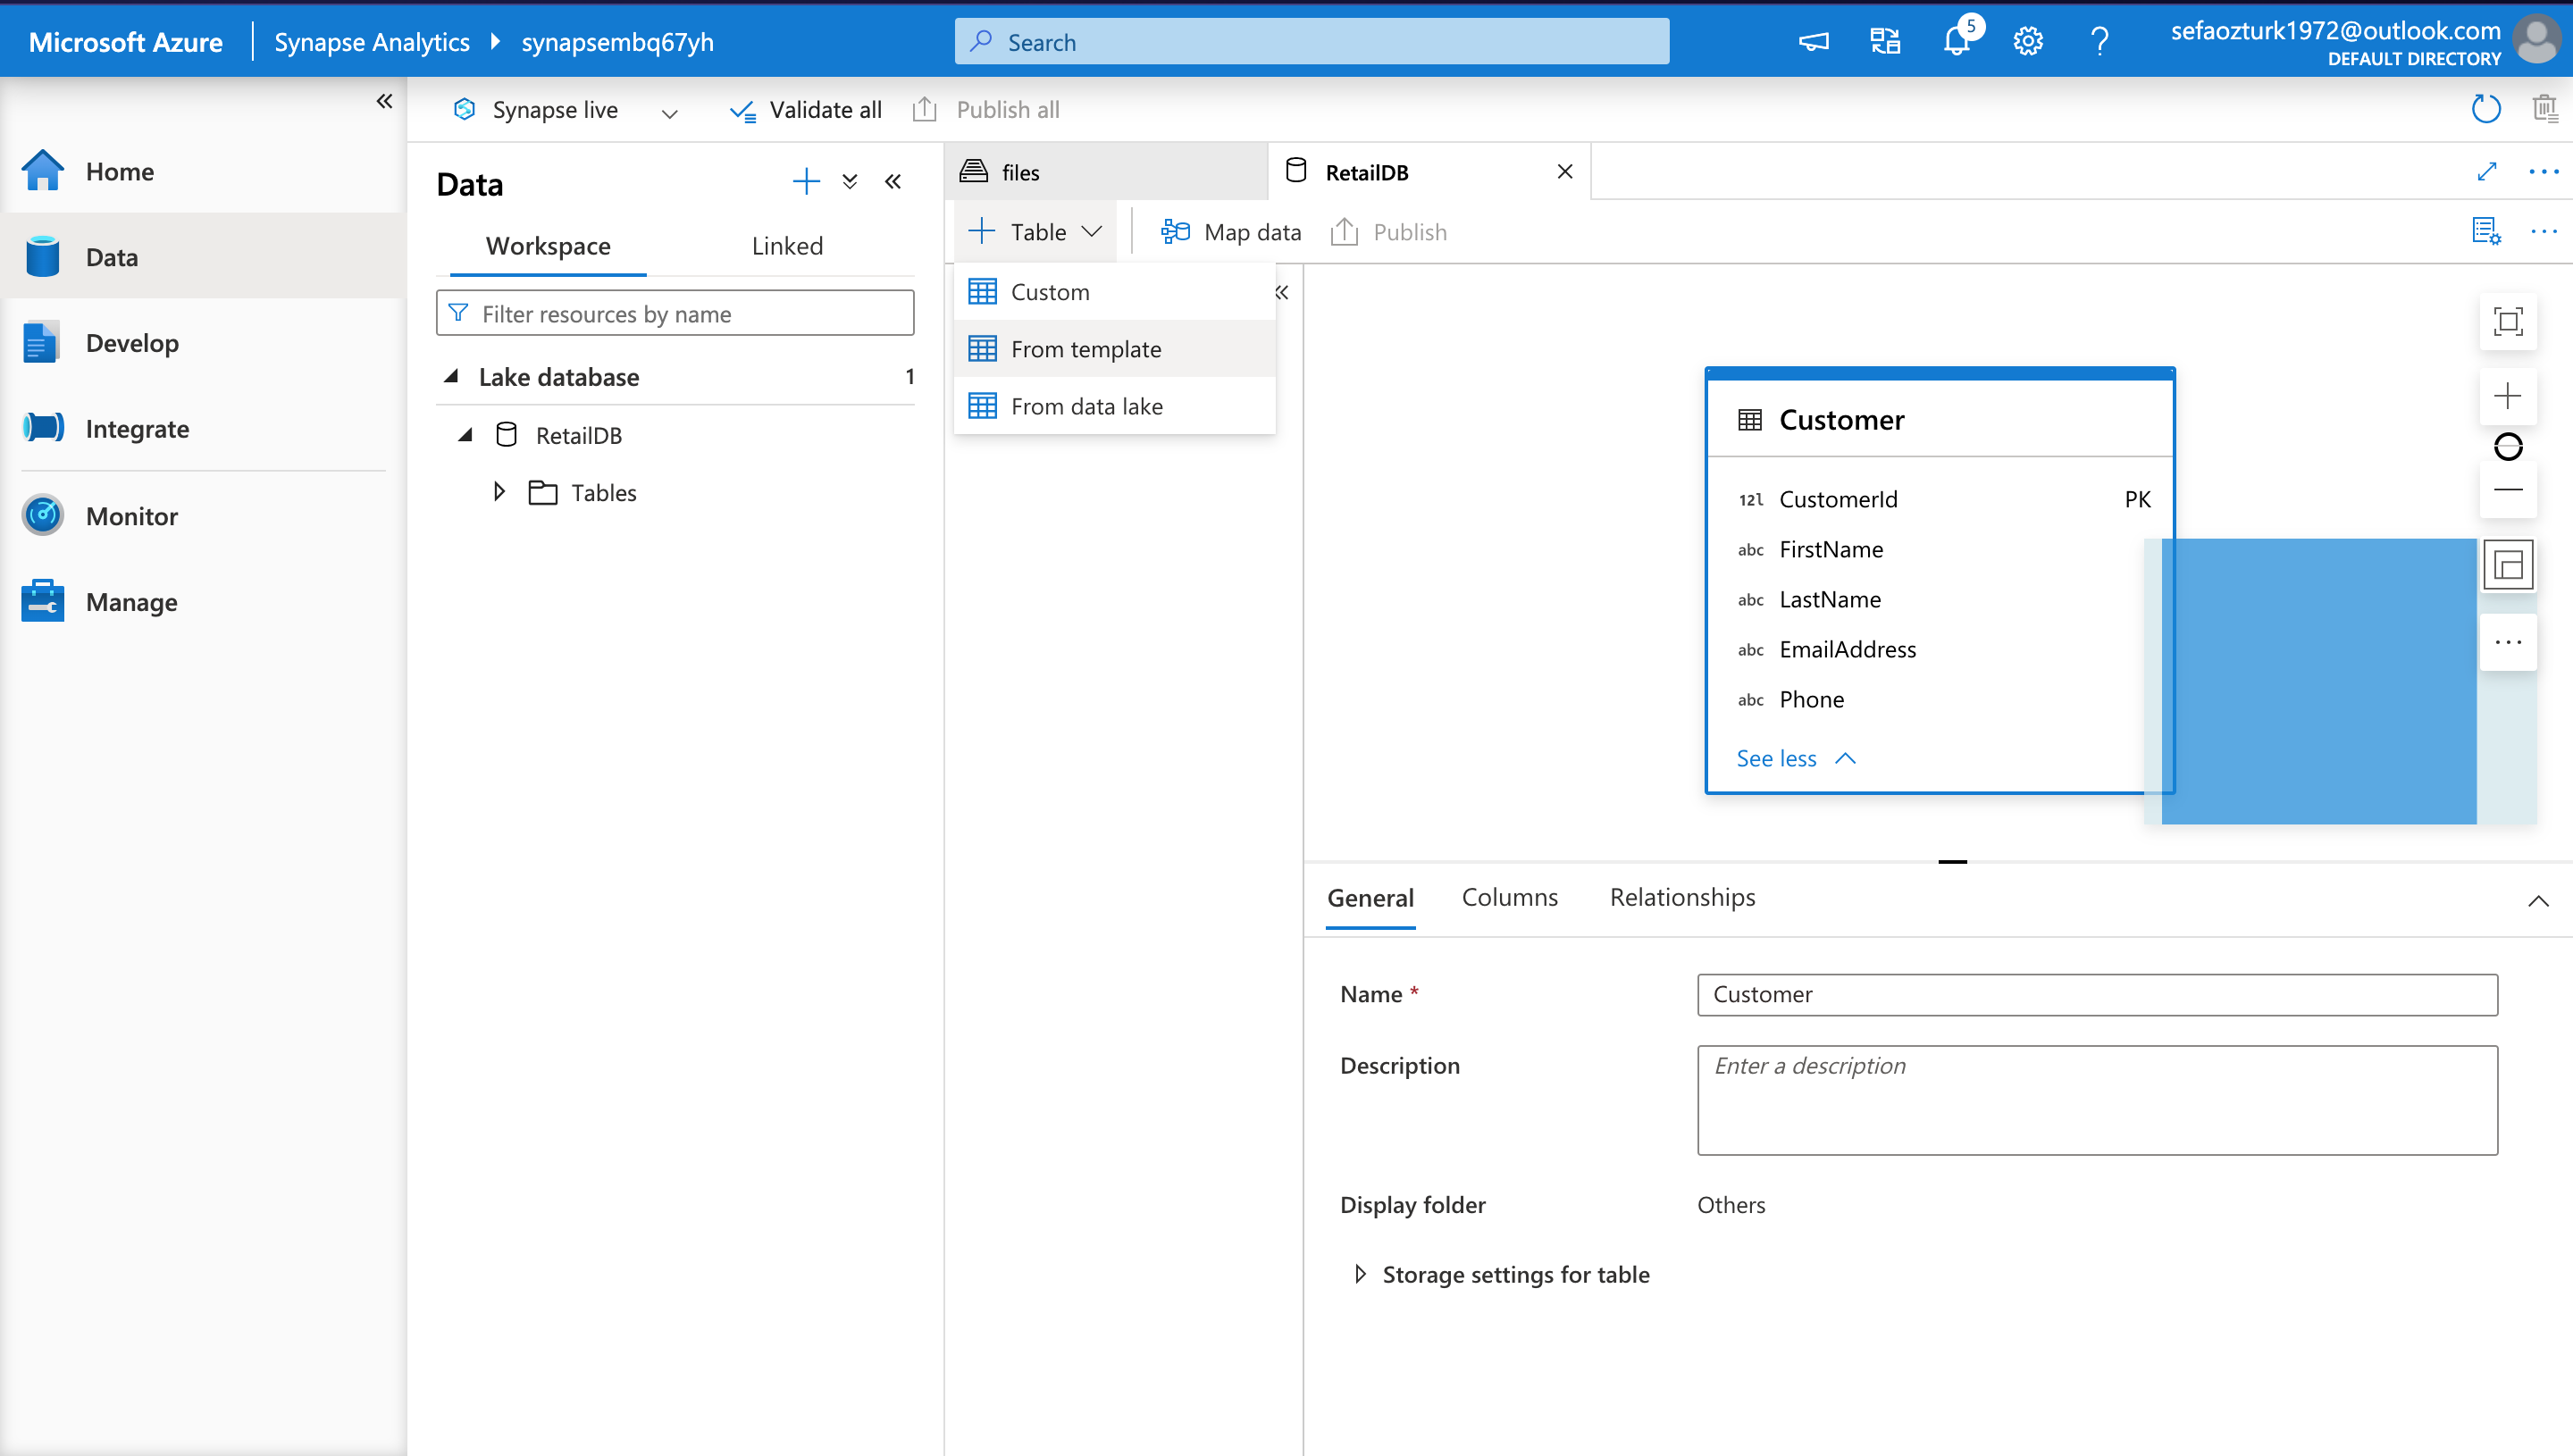 Microsoft Azure
Synapse Analytics
synapsembq67yh
Search
5
sefaozturk1972@outlook.com
DEFAULT DIRECTORY
Synapse live
Validate all
Publish all
Home
Data
Develop
Integrate
Monitor
Manage
Data
Workspace
Linked
Filter resources by name
Lake database 1
RetailDB
Tables
files
RetailDB
Table
Map data
Publish
Custom
From template
From data lake
Customer
12l CustomerId PK
abc FirstName
abc LastName
abc EmailAddress
abc Phone
See less
General
Columns
Relationships
Name * Customer
Description Enter a description
Display folder Others
Storage settings for table